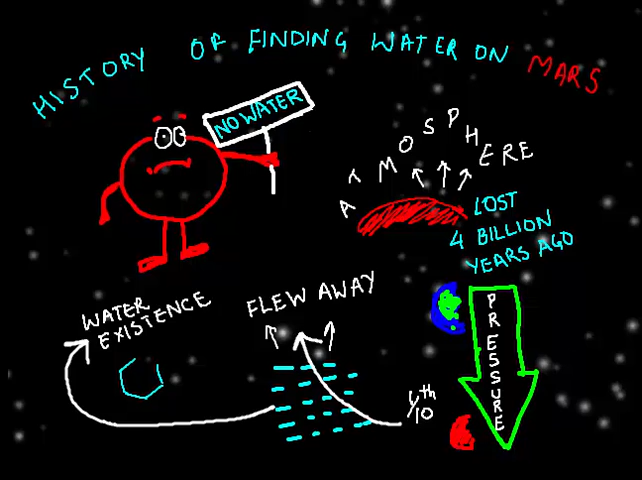 HISTORY OF FINDING WATER ON MARS
NO WATER
ATMOSPHERE
LOST
4 BILLION
YEARS AGO
WATER
EXISTENCE
FLEW AWAY
PRESSURE
1/10th